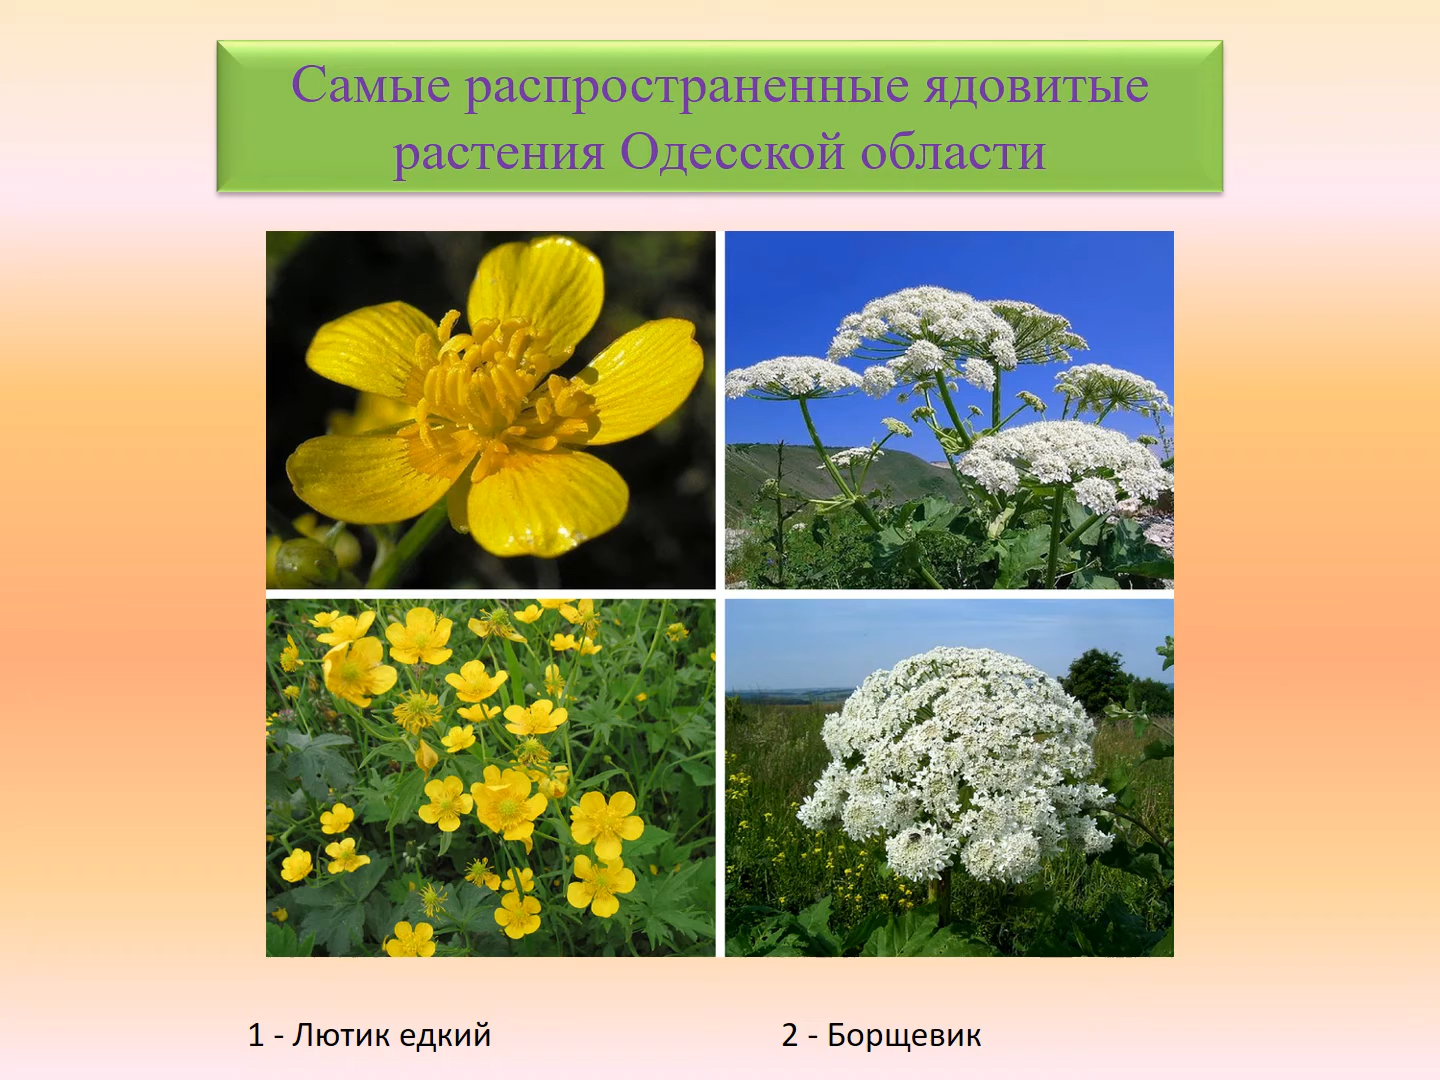 Самые распространенные ядовитые
растения Одесской области
1 - Лютик едкий
2 - Борщевик